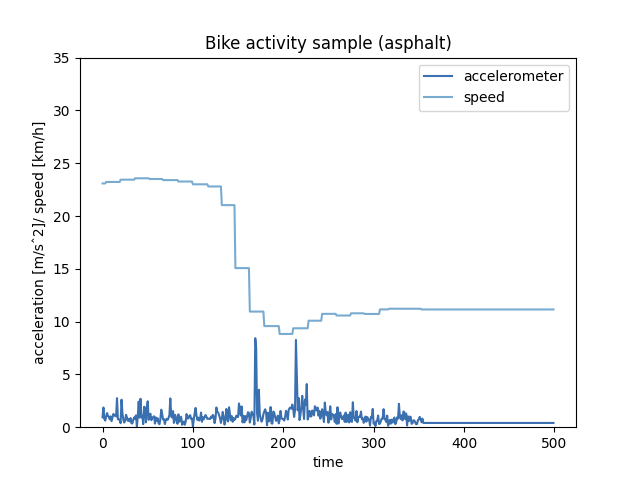 Bike activity sample (asphalt)
35
30
25
20
15
10
5
0
acceleration [m/sˆ2]/ speed [km/h]
accelerometer
speed
0 100 200 300 400 500
time